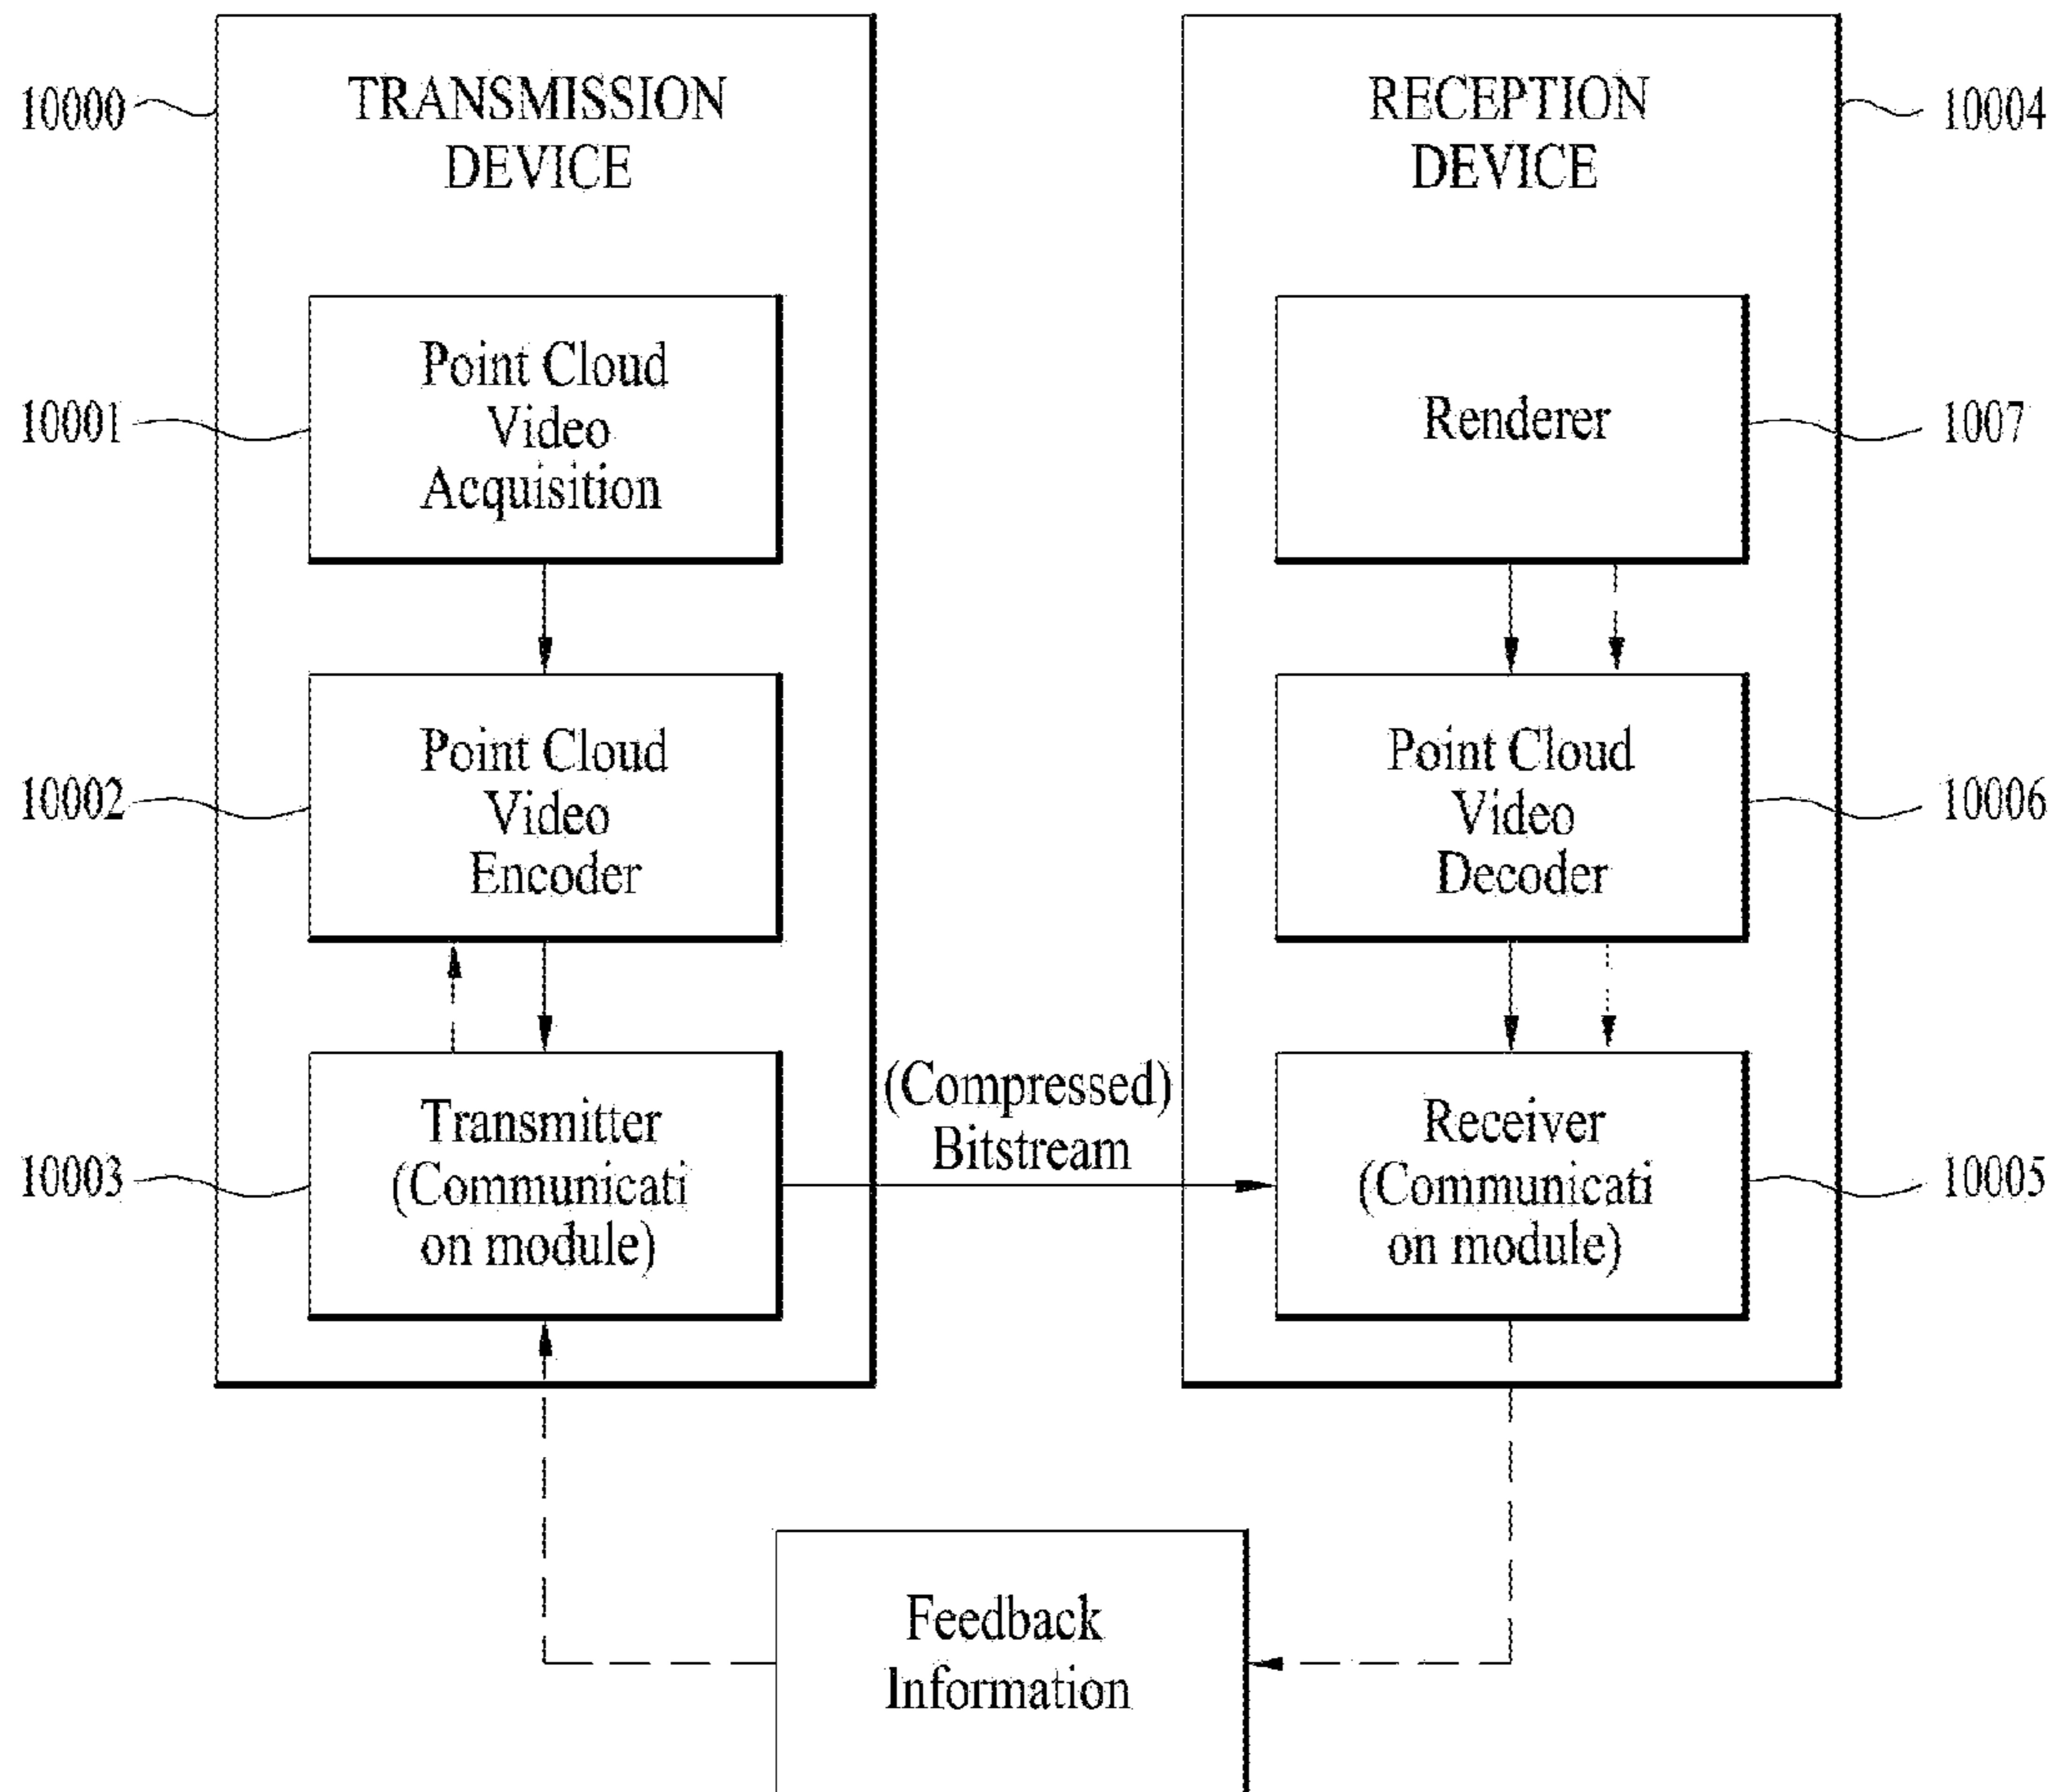 10000
TRANSMISSION
DEVICE
10001
Point Cloud
Video
Acquisition
10002
Point Cloud
Video
Encoder
10003
Transmitter
(Communicati
on module)
(Compressed)
Bitstream
RECEPTION
DEVICE
10004
Renderer
1007
Point Cloud
Video
Decoder
10006
Receiver
(Communicati
on module)
10005
Feedback
Information